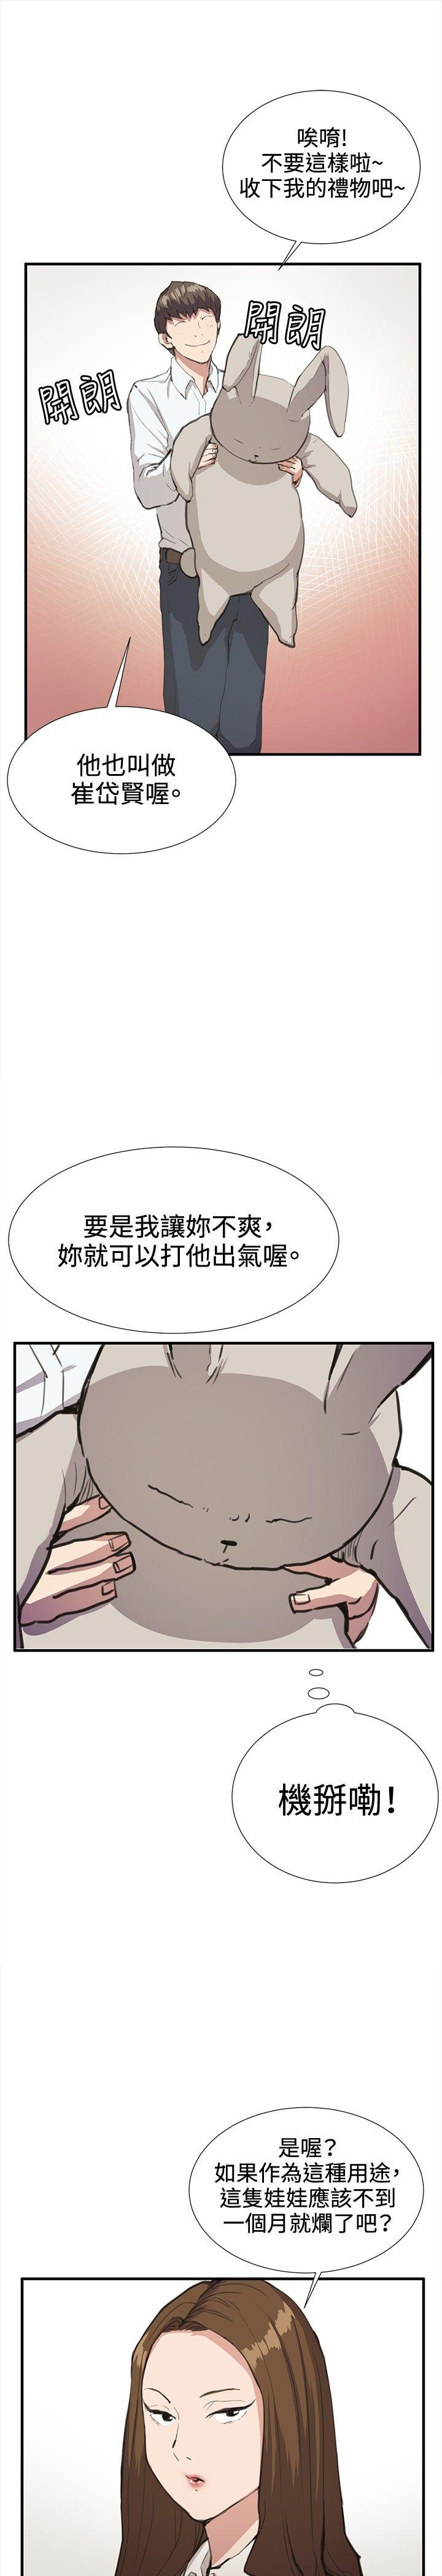 唉唷!
不要這樣啦~
收下我的禮物吧~
開朗
開朗
他也叫做
崔岱賢喔。
要是我讓妳不爽，
妳就可以打他出氣喔。
機掰嘞！
是喔？
如果作為這種用途，
這隻娃娃應該不到
一個月就爛了吧？